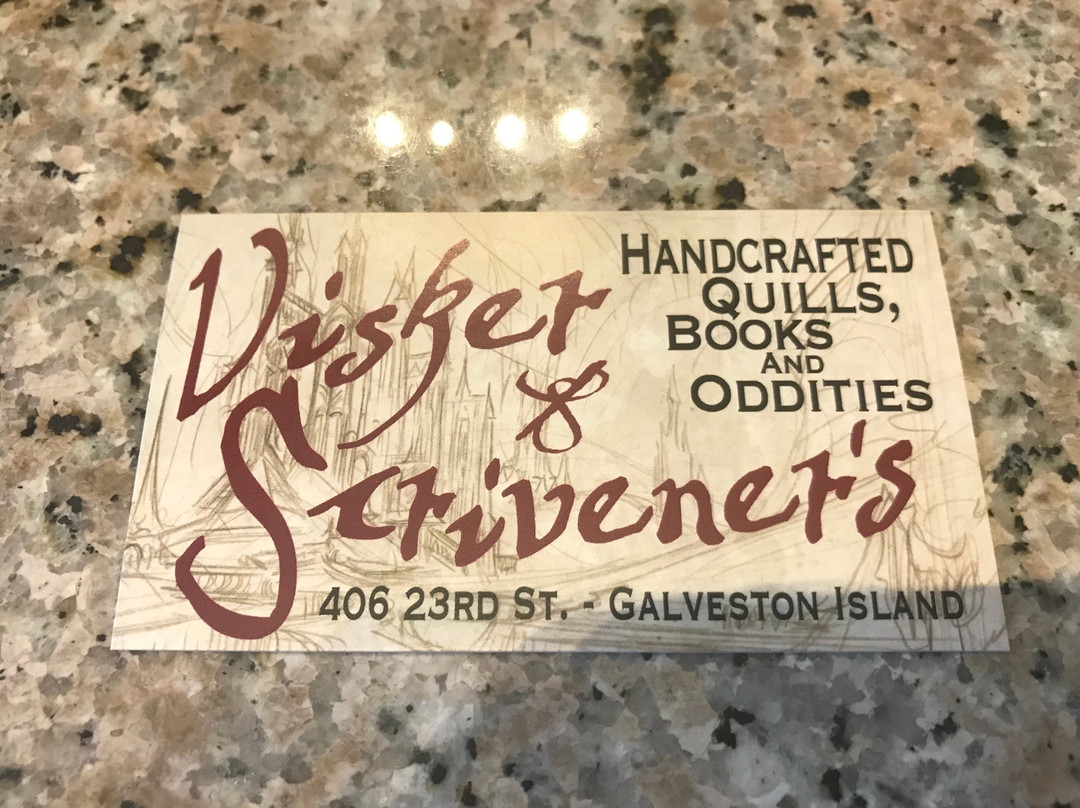 Visker
&
Scrivener's
HANDCRAFTED
QUILLS,
BOOKS
AND
ODDITIES
406 23RD ST. - GALVESTON ISLAND